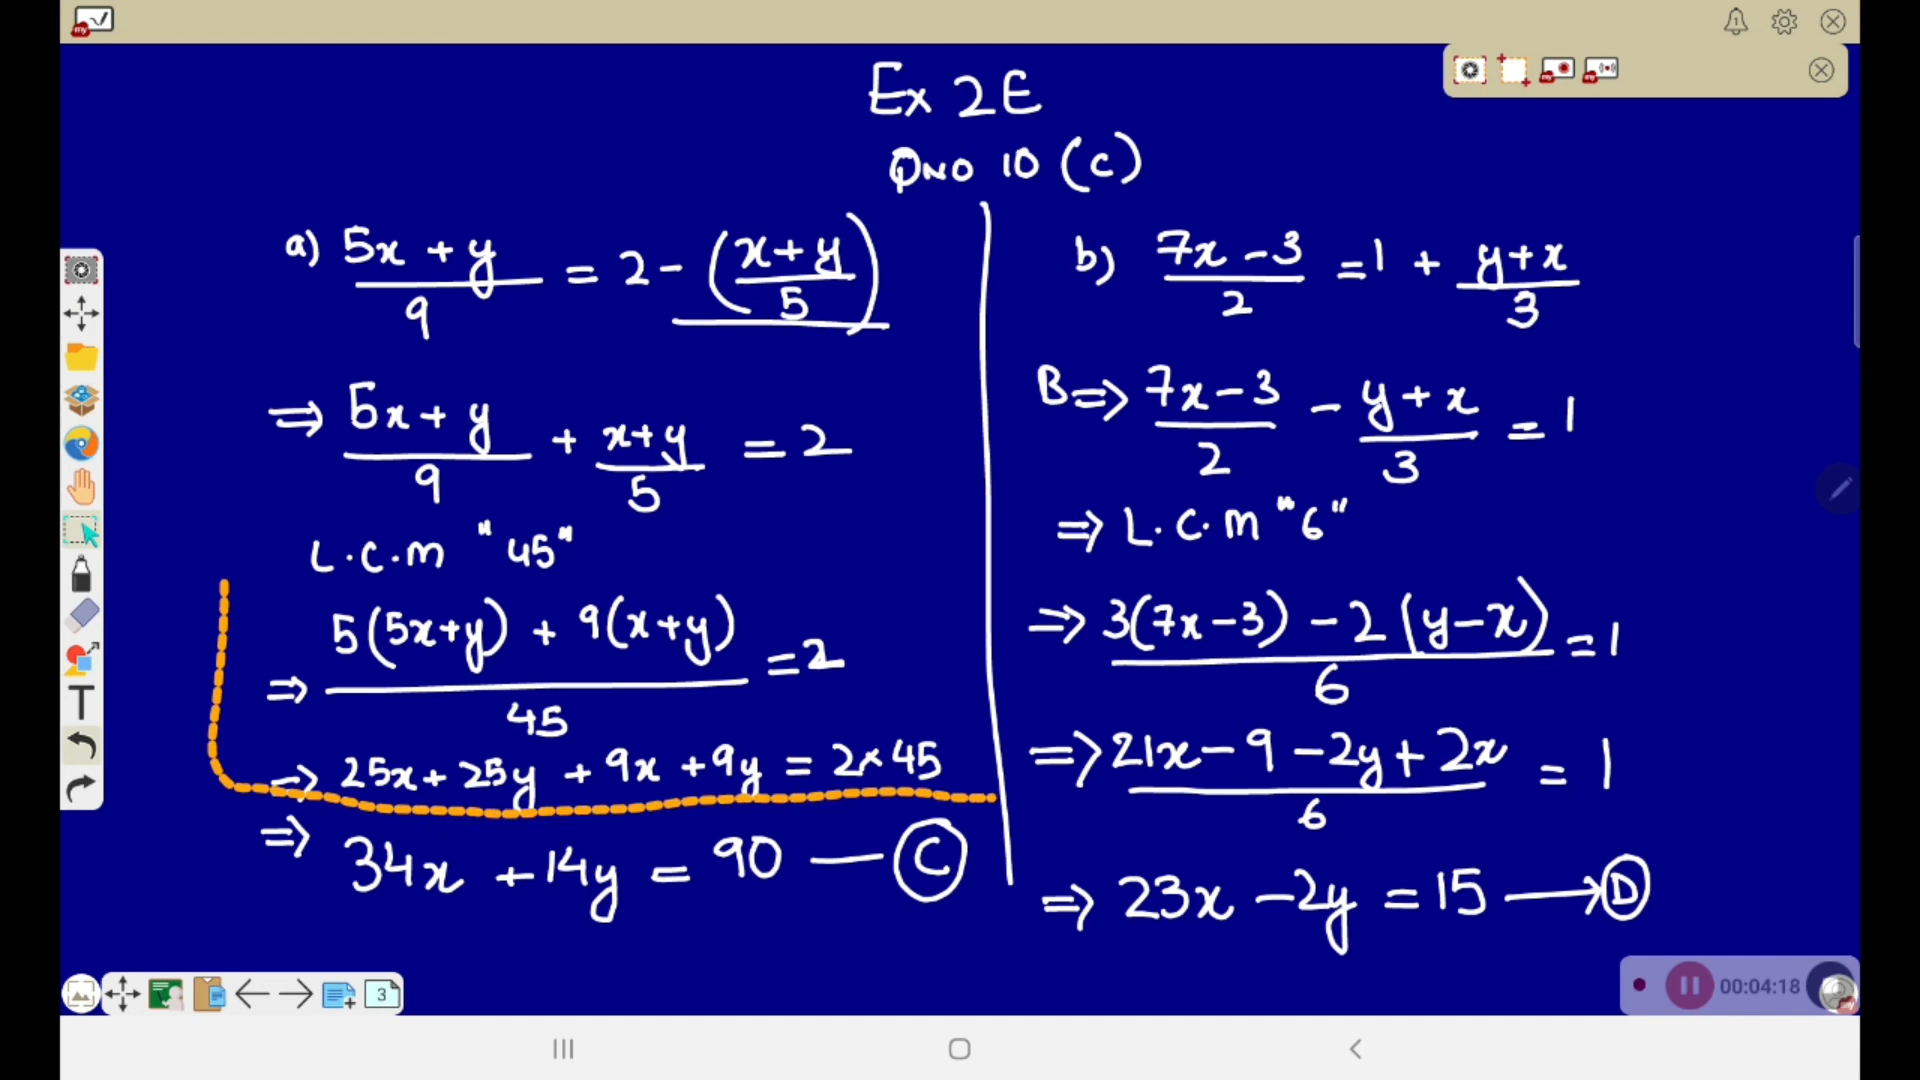 Ex 2E
QNO 10 (c)
a) 5x + y / 9 = 2 - (x + y / 5)
⇒ 5x + y / 9 + x + y / 5 = 2
L.C.M "45"
⇒ 5(5x+y) + 9(x+y) / 45 = 2
⇒ 25x + 25y + 9x + 9y = 2×45
⇒ 34x + 14y = 90 — C
b) 7x - 3 / 2 = 1 + y + x / 3
B ⇒ 7x - 3 / 2 - y + x / 3 = 1
⇒ L.C.M "6"
⇒ 3(7x - 3) - 2(y - x) / 6 = 1
⇒ 21x - 9 - 2y + 2x / 6 = 1
⇒ 23x - 2y = 15 → D
T
3
00:04:18